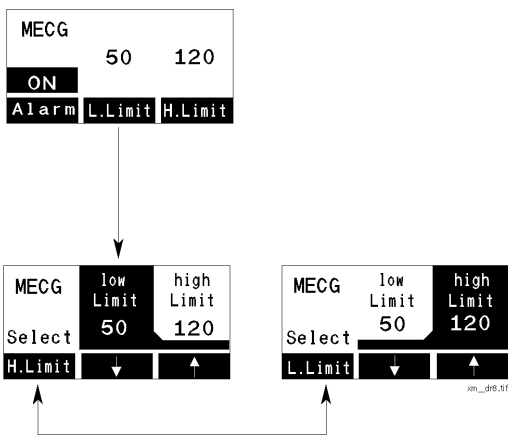 MECG
50 120
ON
Alarm L.Limit H.Limit
MECG
low Limit
50
high Limit
120
Select
H.Limit ↓ ↑
MECG
low Limit
50
high Limit
120
Select
L.Limit ↓ ↑
xm_dr8.tif